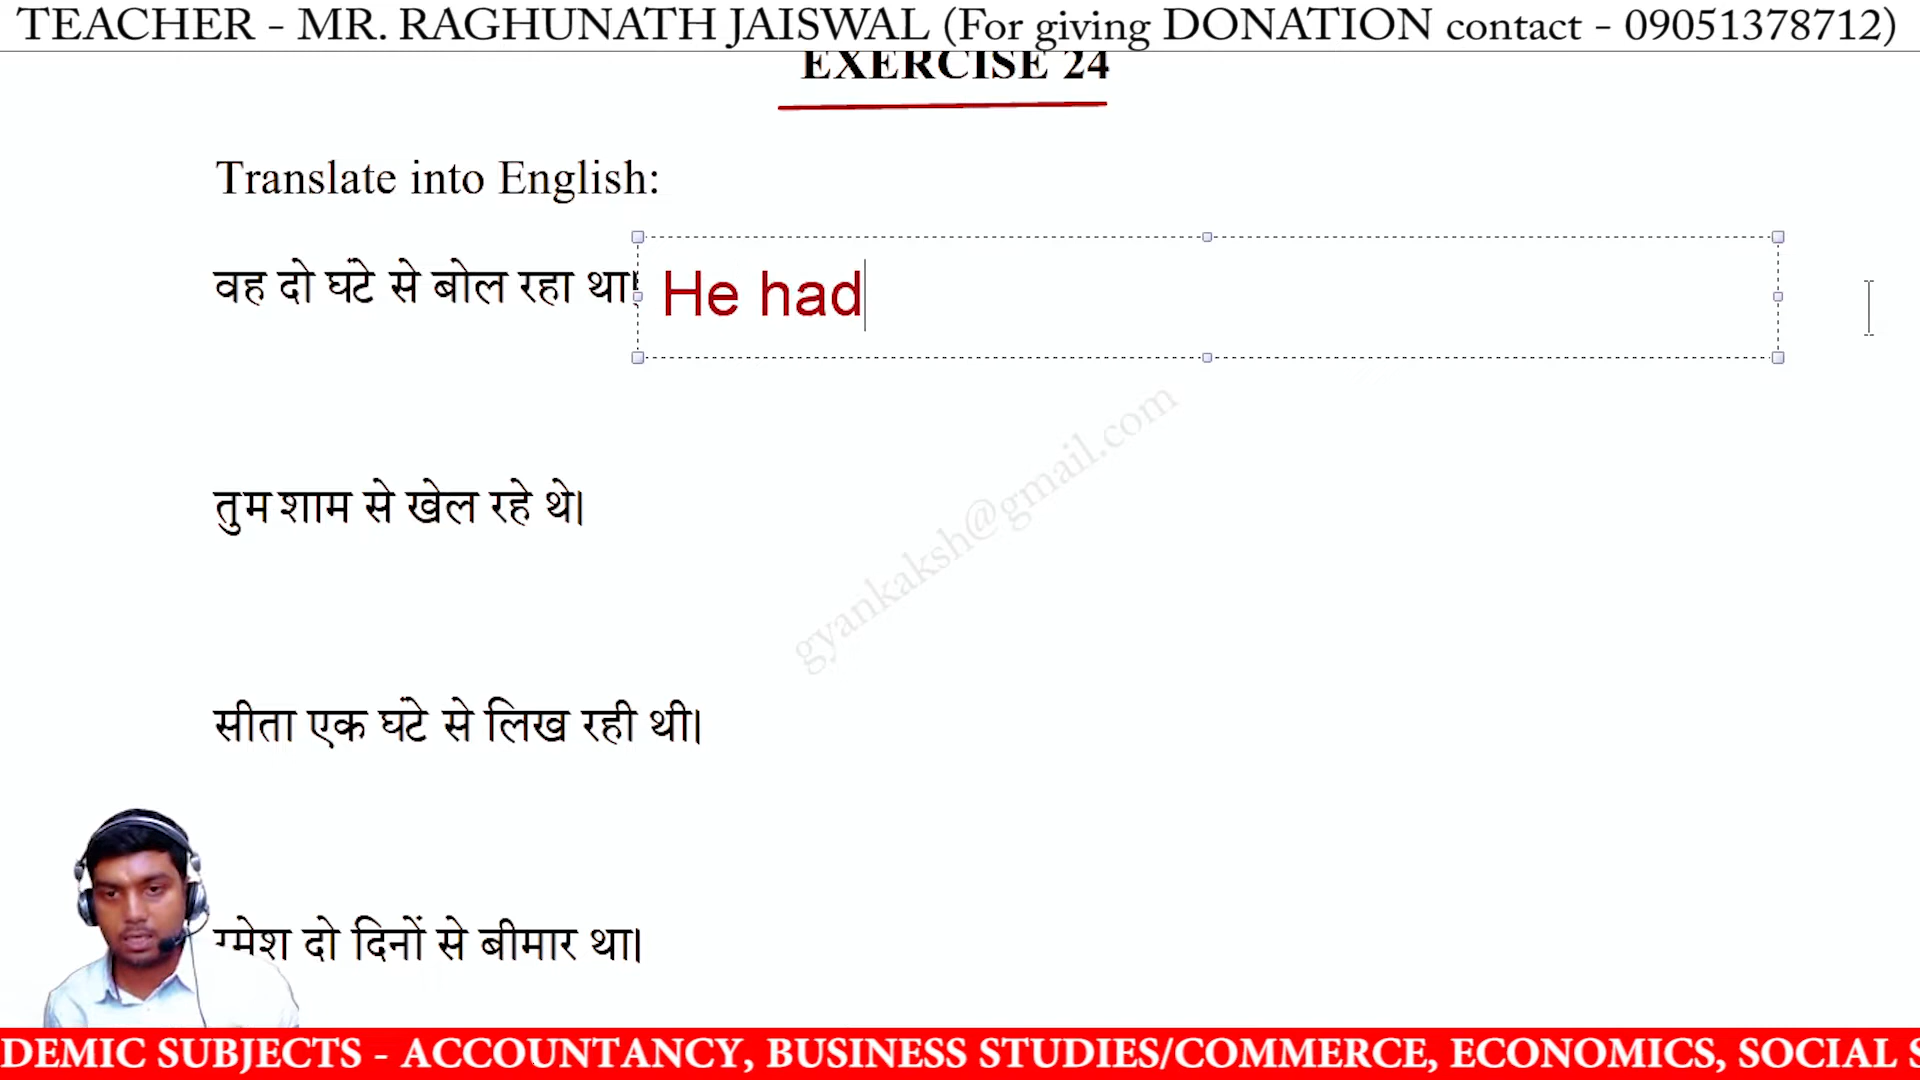 TEACHER - MR. RAGHUNATH JAISWAL (For giving DONATION contact - 09051378712)
EXERCISE 24
Translate into English:
वह दो घंटे से बोल रहा था।
He had
तुम शाम से खेल रहे थे।
सीता एक घंटे से लिख रही थी।
दो दिनों से बीमार था।
gyankaksh@gmail.com
DEMIC SUBJECTS - ACCOUNTANCY, BUSINESS STUDIES/COMMERCE, ECONOMICS, SOCIAL S